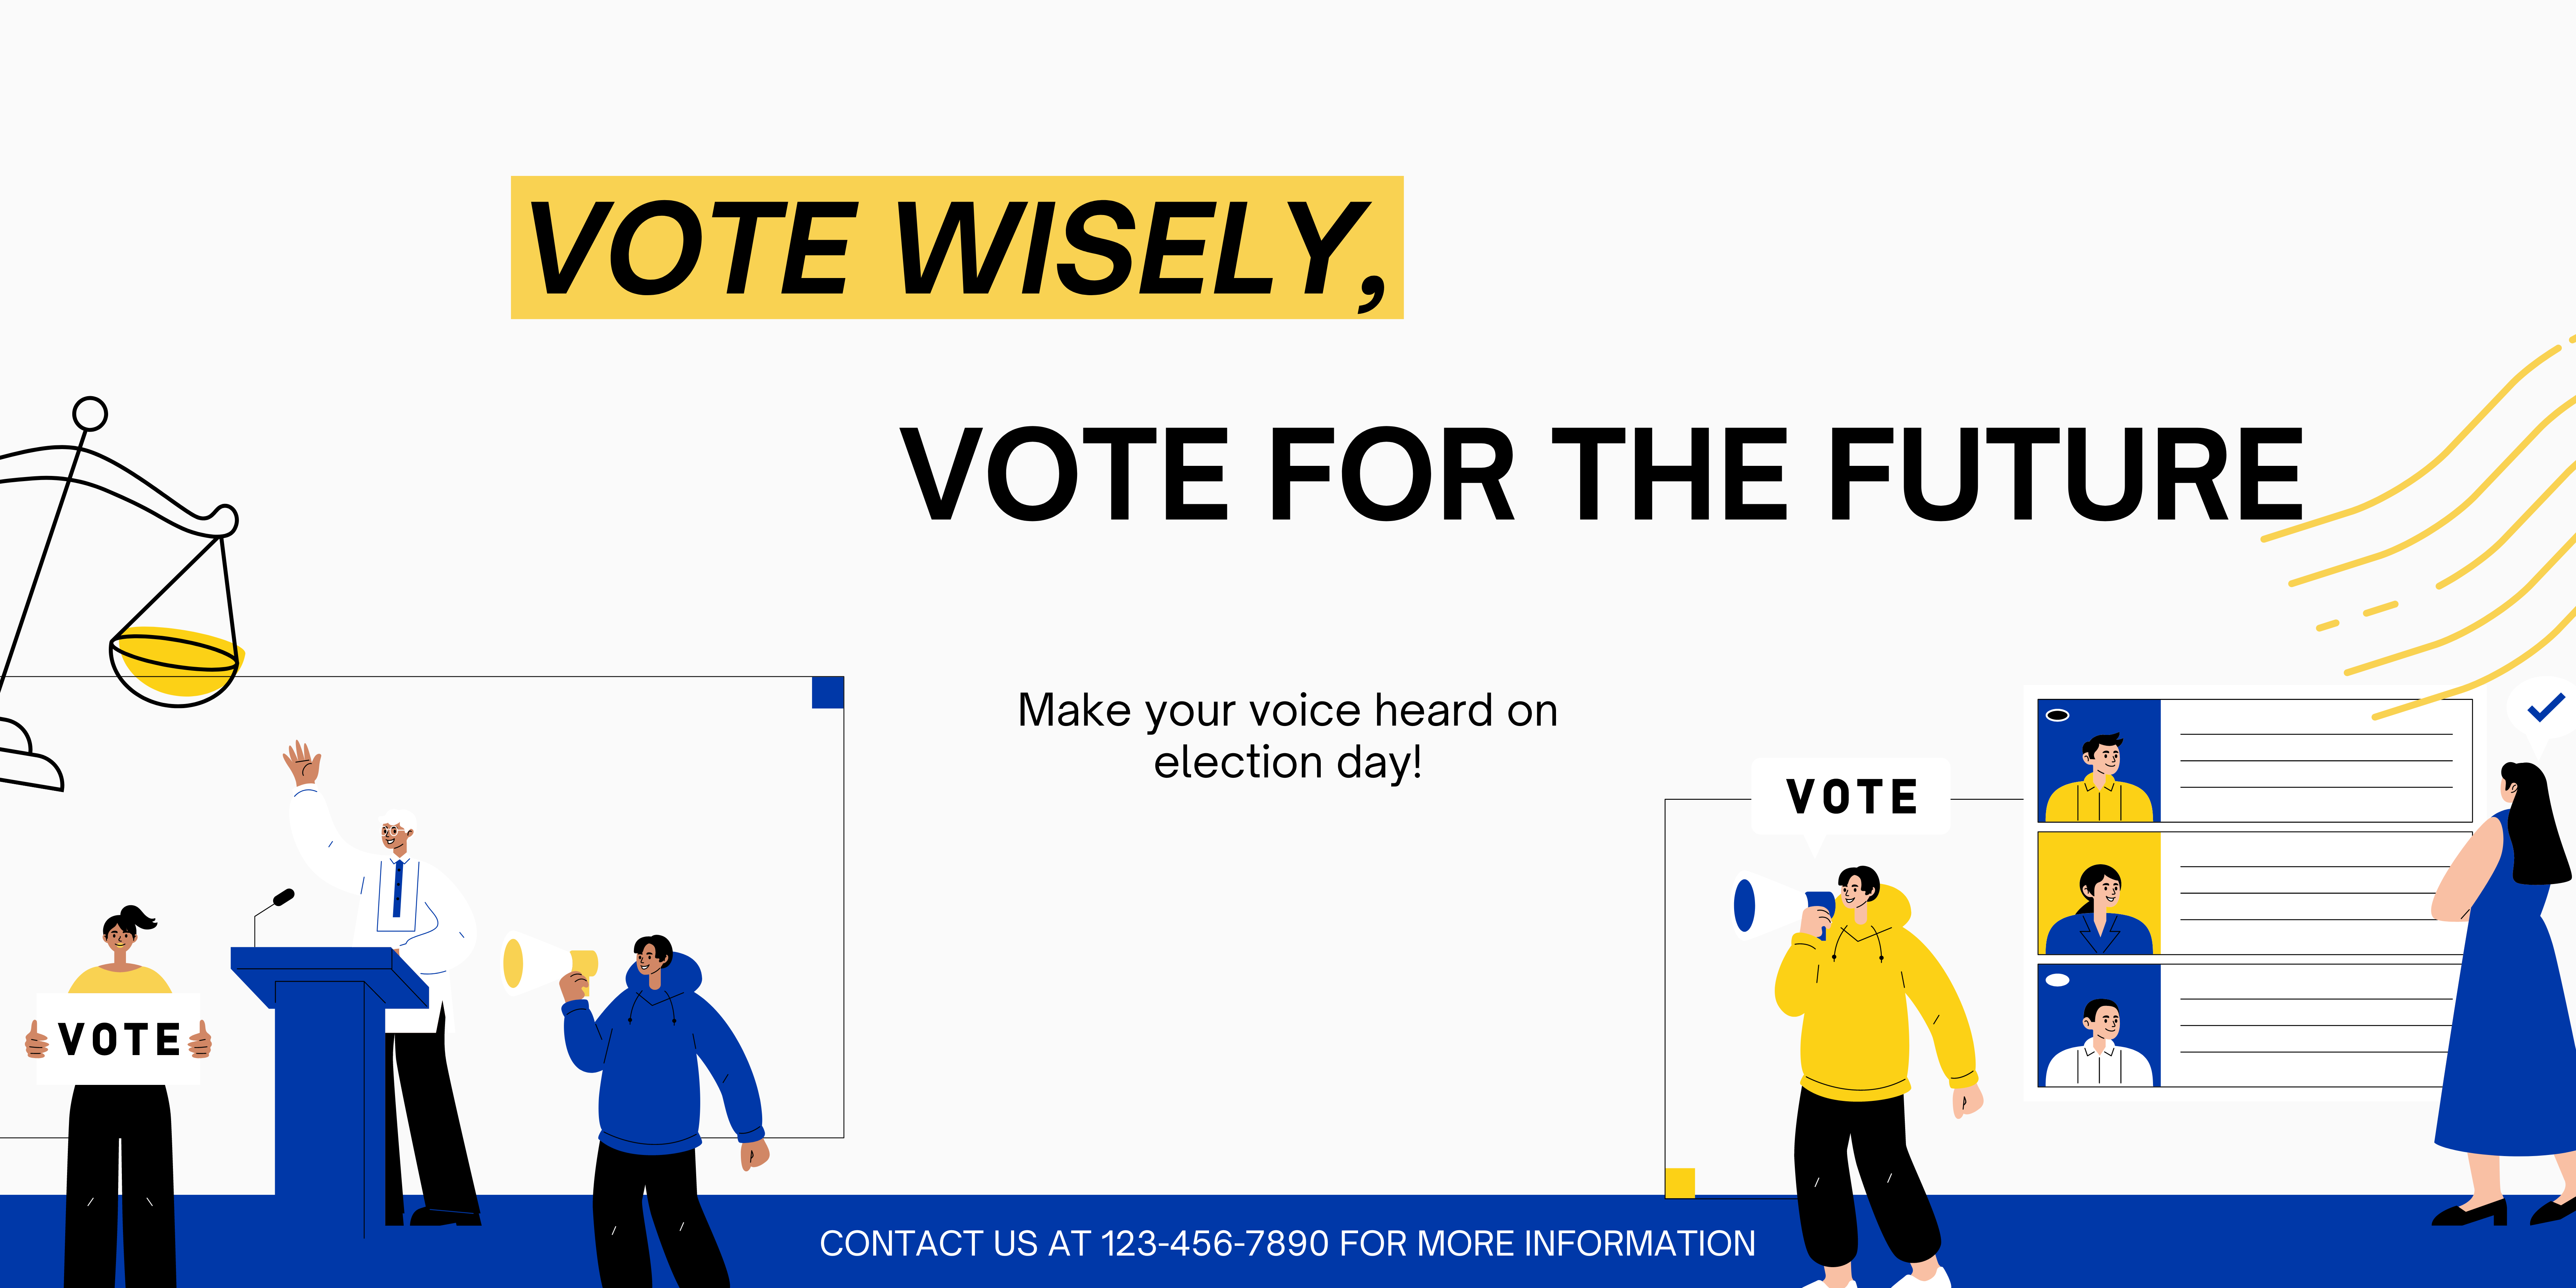 VOTE WISELY,
VOTE FOR THE FUTURE
Make your voice heard on
election day!
VOTE
VOTE
CONTACT US AT 123-456-7890 FOR MORE INFORMATION